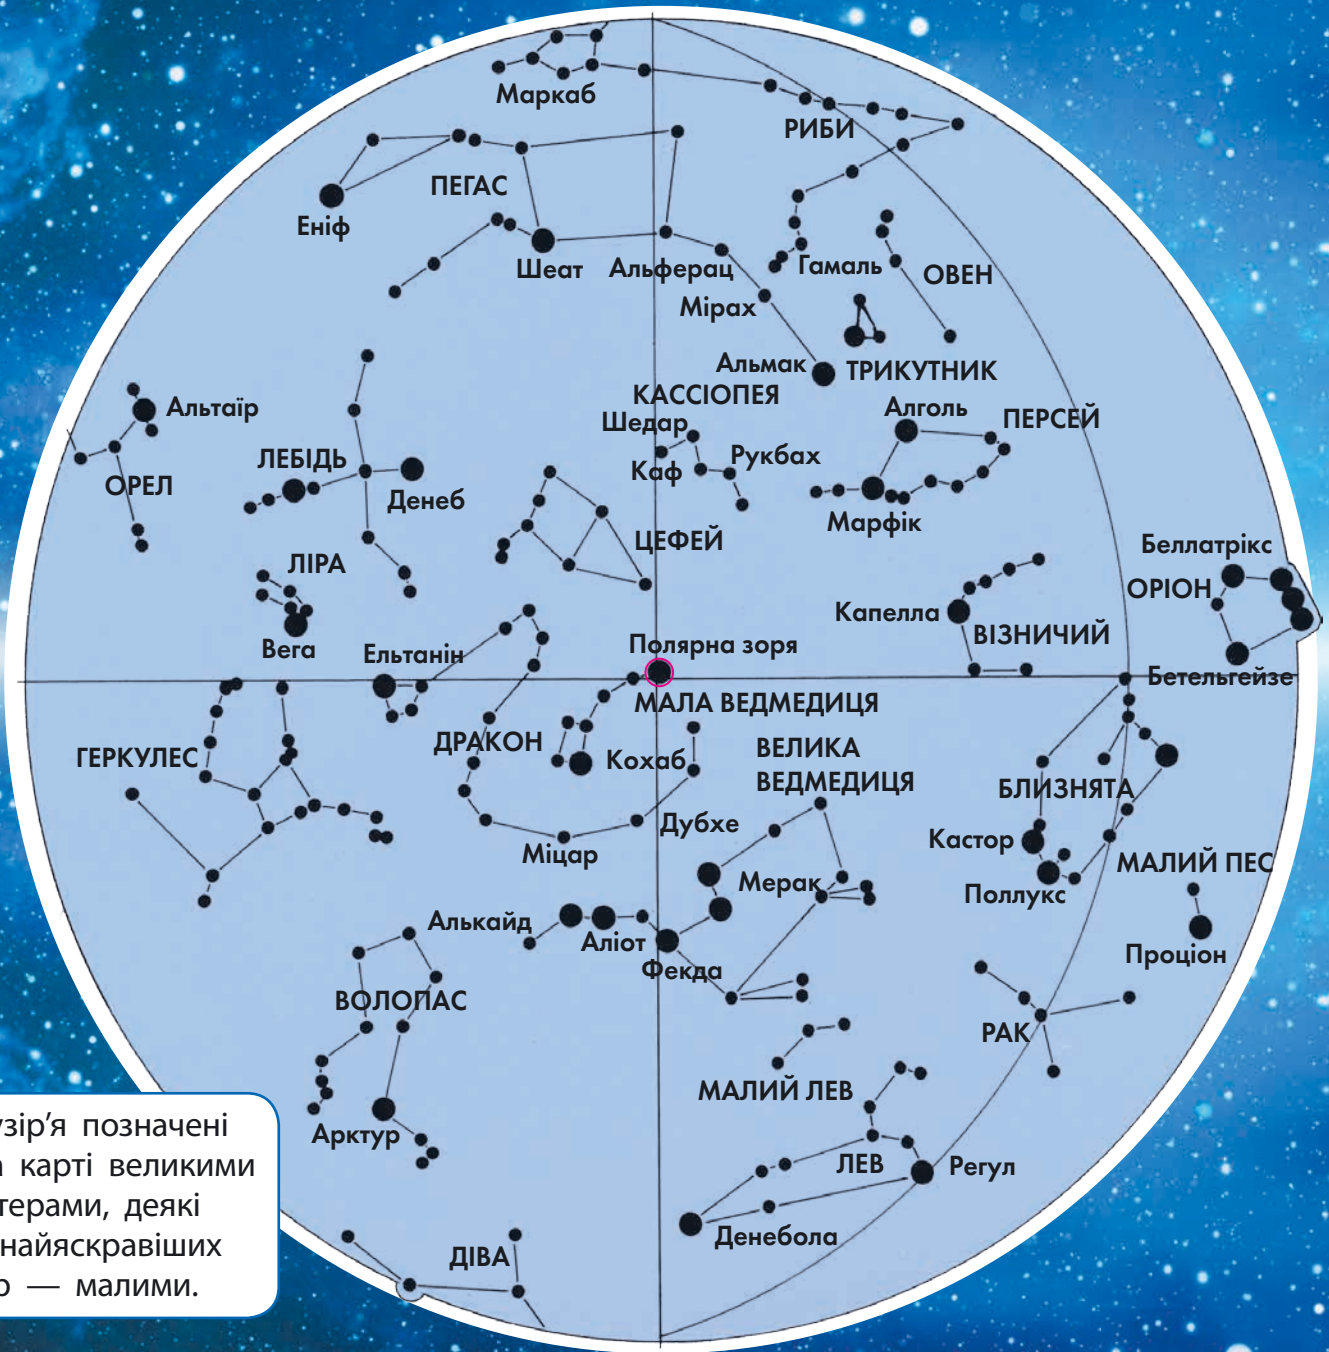 Маркаб
РИБИ
ПЕГАС
Еніф
Шеат
Альферац
Гамаль
ОВЕН
Мірах
Альмак
ТРИКУТНИК
КАССІОПЕЯ
Алголь
ПЕРСЕЙ
Альтаїр
Шедар
Рукбах
ЛЕБІДЬ
Каф
ОРЕЛ
Денеб
Марфік
ЦЕФЕЙ
Беллатрікс
ЛІРА
ОРІОН
Капелла
ВІЗНИЧИЙ
Вега
Ельтанін
Полярна зоря
Бетельгейзе
МАЛА ВЕДМЕДИЦЯ
ДРАКОН
ГЕРКУЛЕС
Кохаб
ВЕЛИКА
ВЕДМЕДИЦЯ
БЛИЗНЯТА
Дубхе
Кастор
Міцар
МАЛИЙ ПЕС
Мерак
Поллукс
Алькайд
Аліот
Фекда
Проціон
ВОЛОПАС
РАК
МАЛИЙ ЛЕВ
Арктур
ЛЕВ
Регул
Денебола
ДІВА
узір'я позначені
карті великими
терами, деякі
найяскравіших
р — малими.